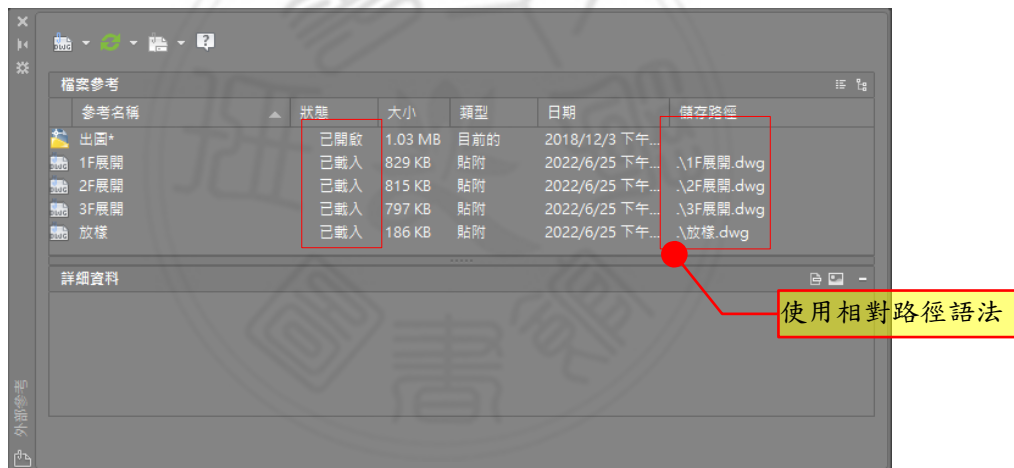 檔案參考
參考名稱 狀態 大小 類型 日期 儲存路徑
出圖* 已開啟 1.03 MB 目前的 2018/12/3 下午...
1F展開 已載入 829 KB 貼附 2022/6/25 下午... .\1F展開.dwg
2F展開 已載入 815 KB 貼附 2022/6/25 下午... .\2F展開.dwg
3F展開 已載入 797 KB 貼附 2022/6/25 下午... .\3F展開.dwg
放樣 已載入 186 KB 貼附 2022/6/25 下午... .\放樣.dwg
詳細資料
使用相對路徑語法
外部參考